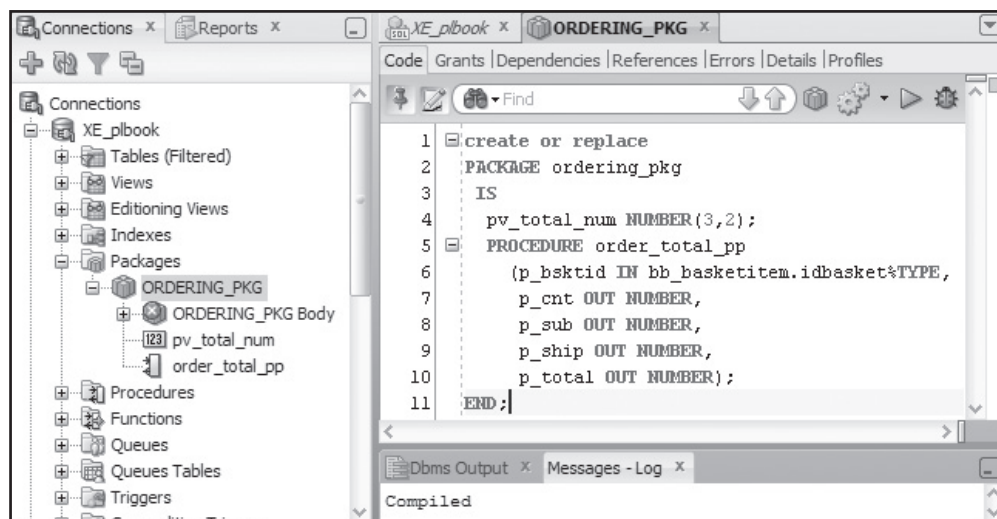 Connections x Reports x
Connections
XE_plbook
Tables (Filtered)
Views
Editioning Views
Indexes
Packages
ORDERING_PKG
ORDERING_PKG Body
123 pv_total_num
order_total_pp
Procedures
Functions
Queues
Queues Tables
Triggers
SQL XE_plbook x ORDERING_PKG x
Code Grants | Dependencies | References | Errors | Details | Profiles
Find
1 create or replace
2 PACKAGE ordering_pkg
3 IS
4 pv_total_num NUMBER(3,2);
5 PROCEDURE order_total_pp
6 (p_bsktid IN bb_basketitem.idbasket%TYPE,
7 p_cnt OUT NUMBER,
8 p_sub OUT NUMBER,
9 p_ship OUT NUMBER,
10 p_total OUT NUMBER);
11 END;
Dbms Output x Messages - Log x
Compiled